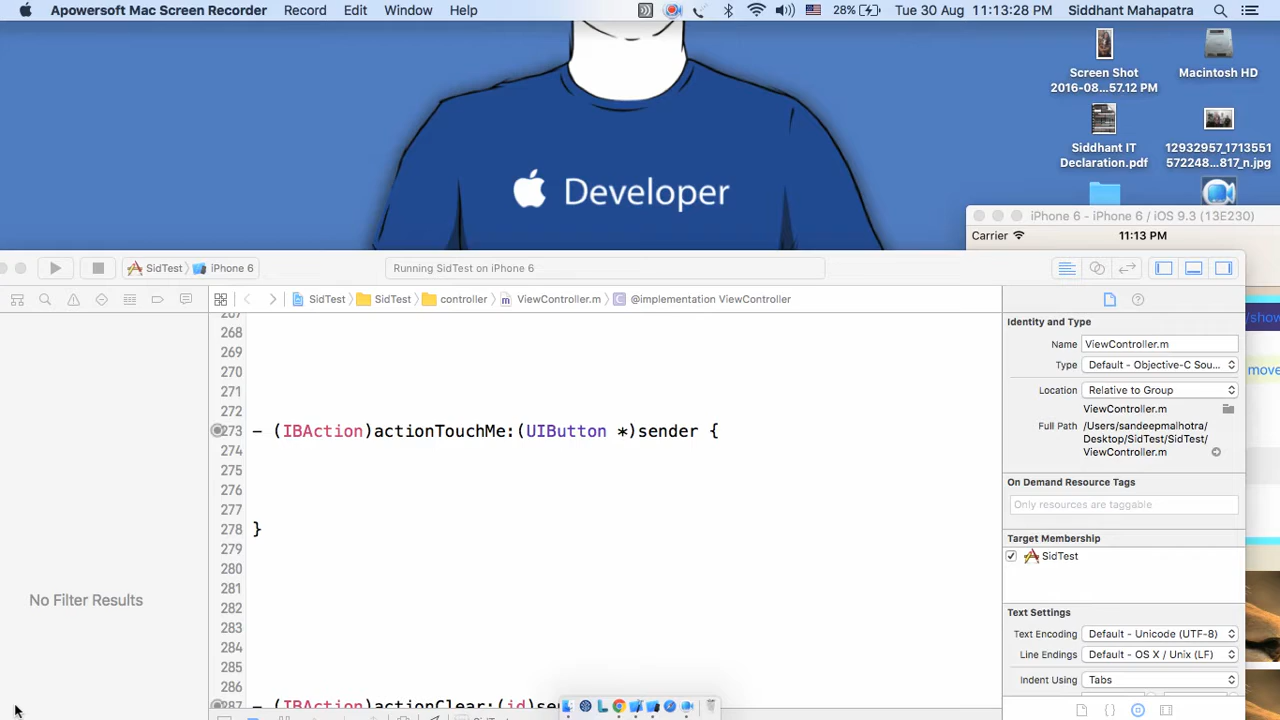 Apowersoft Mac Screen Recorder Record Edit Window Help 28% Tue 30 Aug 11:13:28 PM Siddhant Mahapatra
Screen Shot
2016-08...57.12 PM
Macintosh HD
Siddhant IT
Declaration.pdf
12932957_1713551
572248...817_n.jpg
Developer
iPhone 6 - iPhone 6 / iOS 9.3 (13E230)
Carrier 11:13 PM
SidTest iPhone 6 Running SidTest on iPhone 6
SidTest SidTest controller ViewController.m @implementation ViewController
No Filter Results
267
268
269
270
271
272
273 - (IBAction)actionTouchMe:(UIButton *)sender {
274
275
276
277
278 }
279
280
281
282
283
284
285
286
287 - (IBAction)actionClear:(id)sen
Identity and Type
Name ViewController.m
Type Default - Objective-C Sou...
Location Relative to Group
ViewController.m
Full Path /Users/sandeepmalhotra/
Desktop/SidTest/SidTest/
ViewController.m
On Demand Resource Tags
Only resources are taggable
Target Membership
SidTest
Text Settings
Text Encoding Default - Unicode (UTF-8)
Line Endings Default - OS X / Unix (LF)
Indent Using Tabs
/show
move